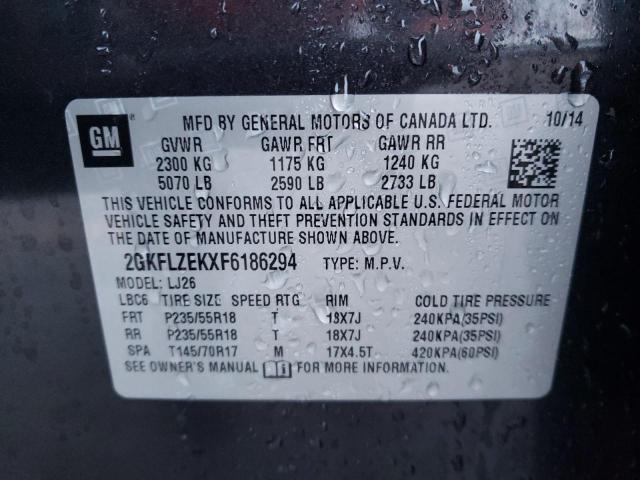 GM
MFD BY GENERAL MOTORS OF CANADA LTD. 10/14
GVWR GAWR FRT GAWR RR
2300 KG 1175 KG 1240 KG
5070 LB 2590 LB 2733 LB
THIS VEHICLE CONFORMS TO ALL APPLICABLE U.S. FEDERAL MOTOR
VEHICLE SAFETY AND THEFT PREVENTION STANDARDS IN EFFECT ON
THE DATE OF MANUFACTURE SHOWN ABOVE.
2GKFLZEKXF6186294 TYPE: M.P.V.
MODEL: LJ26
LBC6 TIRE SIZE SPEED RTG RIM COLD TIRE PRESSURE
FRT P235/55R18 T 18X7J 240KPA(35PSI)
RR P235/55R18 T 18X7J 240KPA(35PSI)
SPA T145/70R17 M 17X4.5T 420KPA(60PSI)
SEE OWNER'S MANUAL FOR MORE INFORMATION.